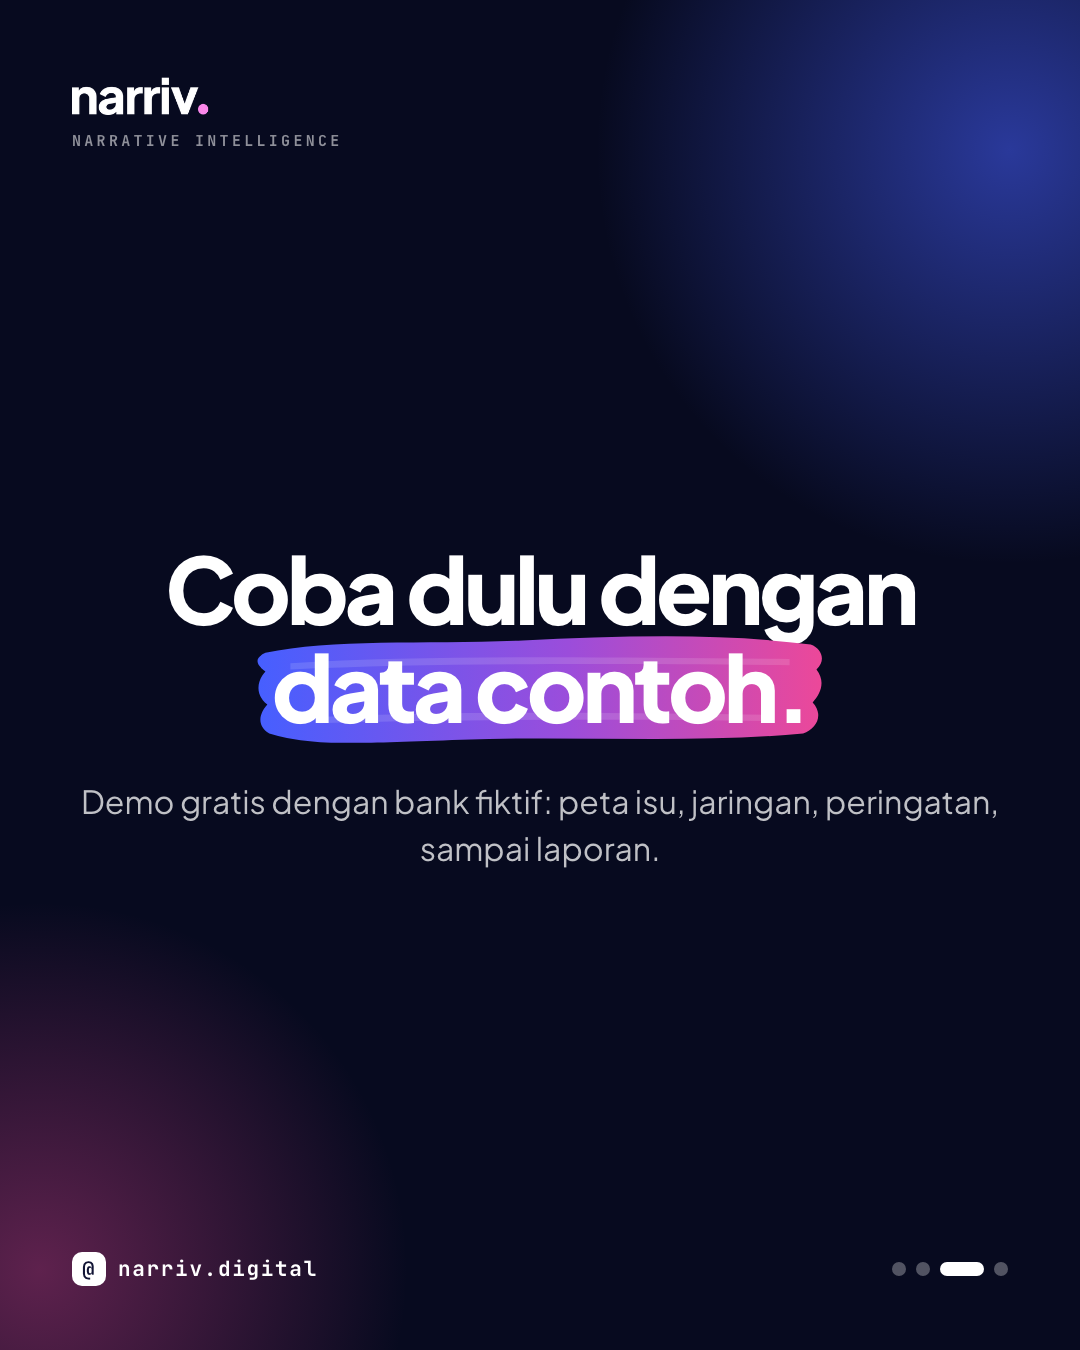 narriv.
NARRATIVE INTELLIGENCE
Coba dulu dengan
data contoh.
Demo gratis dengan bank fiktif: peta isu, jaringan, peringatan,
sampai laporan.
@ narriv.digital